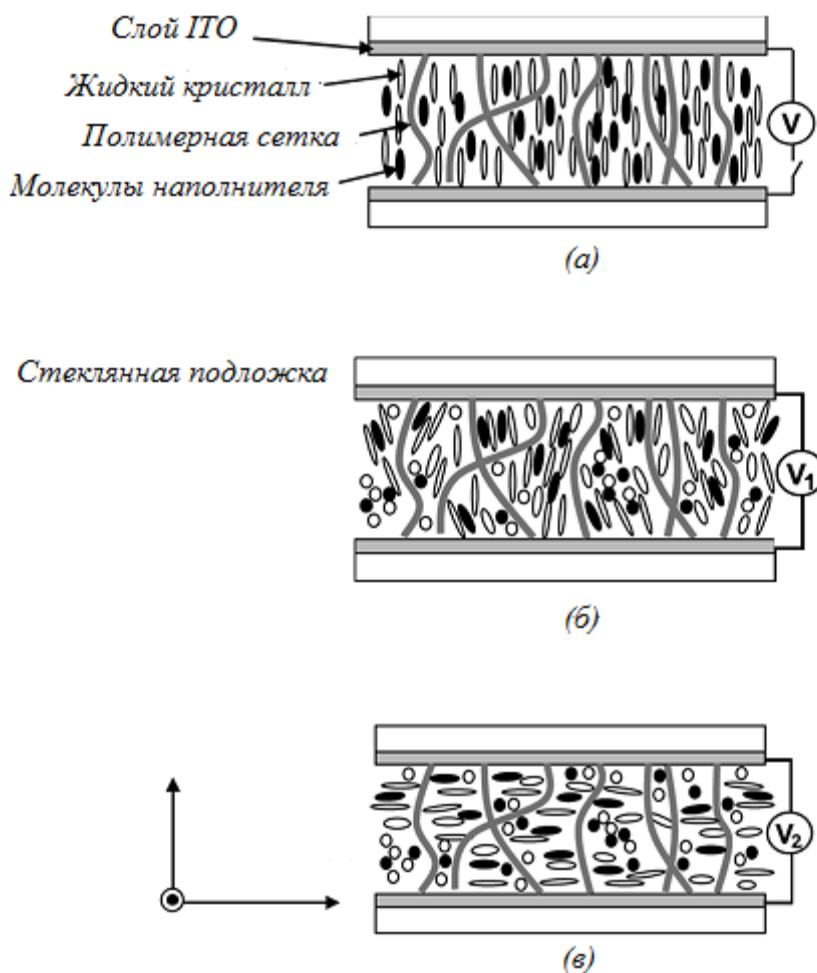 Слой ITO
Жидкий кристалл
Полимерная сетка
Молекулы наполнителя
V
(а)
Стеклянная подложка
V1
(б)
V2
(в)